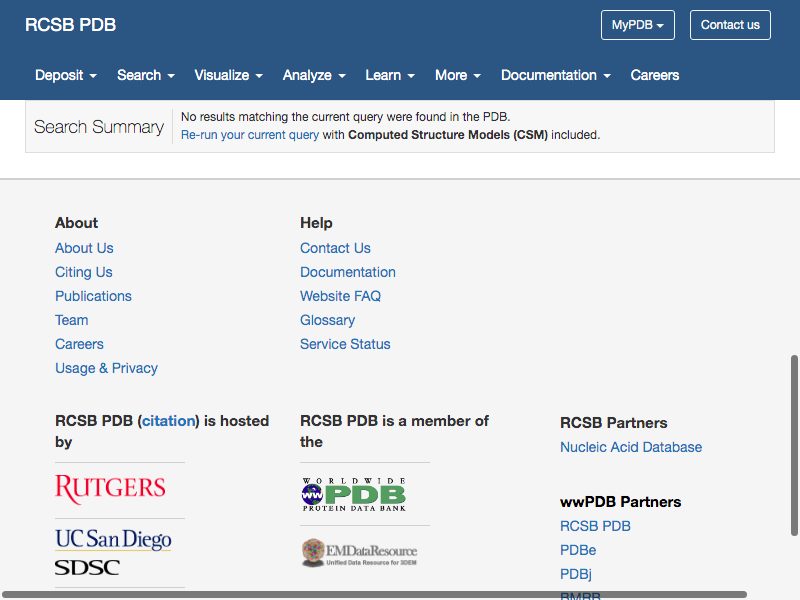 RCSB PDB
MyPDB
Contact us
Deposit
Search
Visualize
Analyze
Learn
More
Documentation
Careers
Search Summary
No results matching the current query were found in the PDB.
Re-run your current query with Computed Structure Models (CSM) included.
About
About Us
Citing Us
Publications
Team
Careers
Usage & Privacy
Help
Contact Us
Documentation
Website FAQ
Glossary
Service Status
RCSB PDB (citation) is hosted
by
RUTGERS
UC San Diego
SDSC
RCSB PDB is a member of
the
WORLDWIDE
ww PDB
PROTEIN DATA BANK
EMDataResource
Unified Data Resource for 3DEM
RCSB Partners
Nucleic Acid Database
wwPDB Partners
RCSB PDB
PDBe
PDBj
BMRB